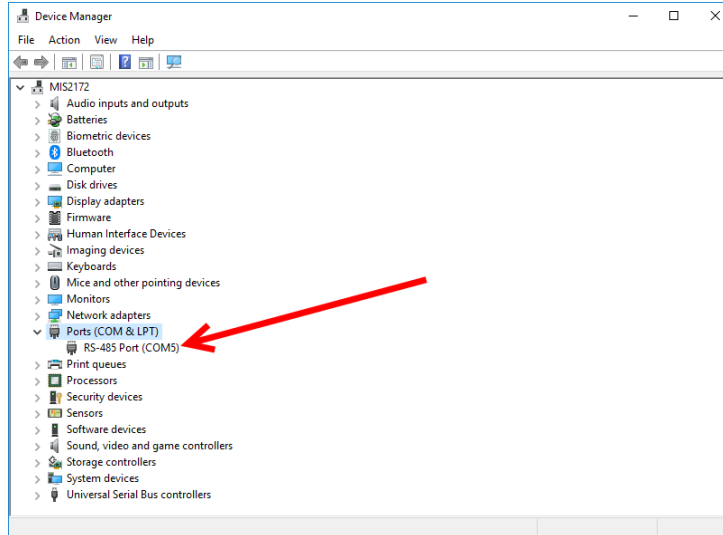 Device Manager
File Action View Help
MIS2172
Audio inputs and outputs
Batteries
Biometric devices
Bluetooth
Computer
Disk drives
Display adapters
Firmware
Human Interface Devices
Imaging devices
Keyboards
Mice and other pointing devices
Monitors
Network adapters
Ports (COM & LPT)
RS-485 Port (COM5)
Print queues
Processors
Security devices
Sensors
Software devices
Sound, video and game controllers
Storage controllers
System devices
Universal Serial Bus controllers